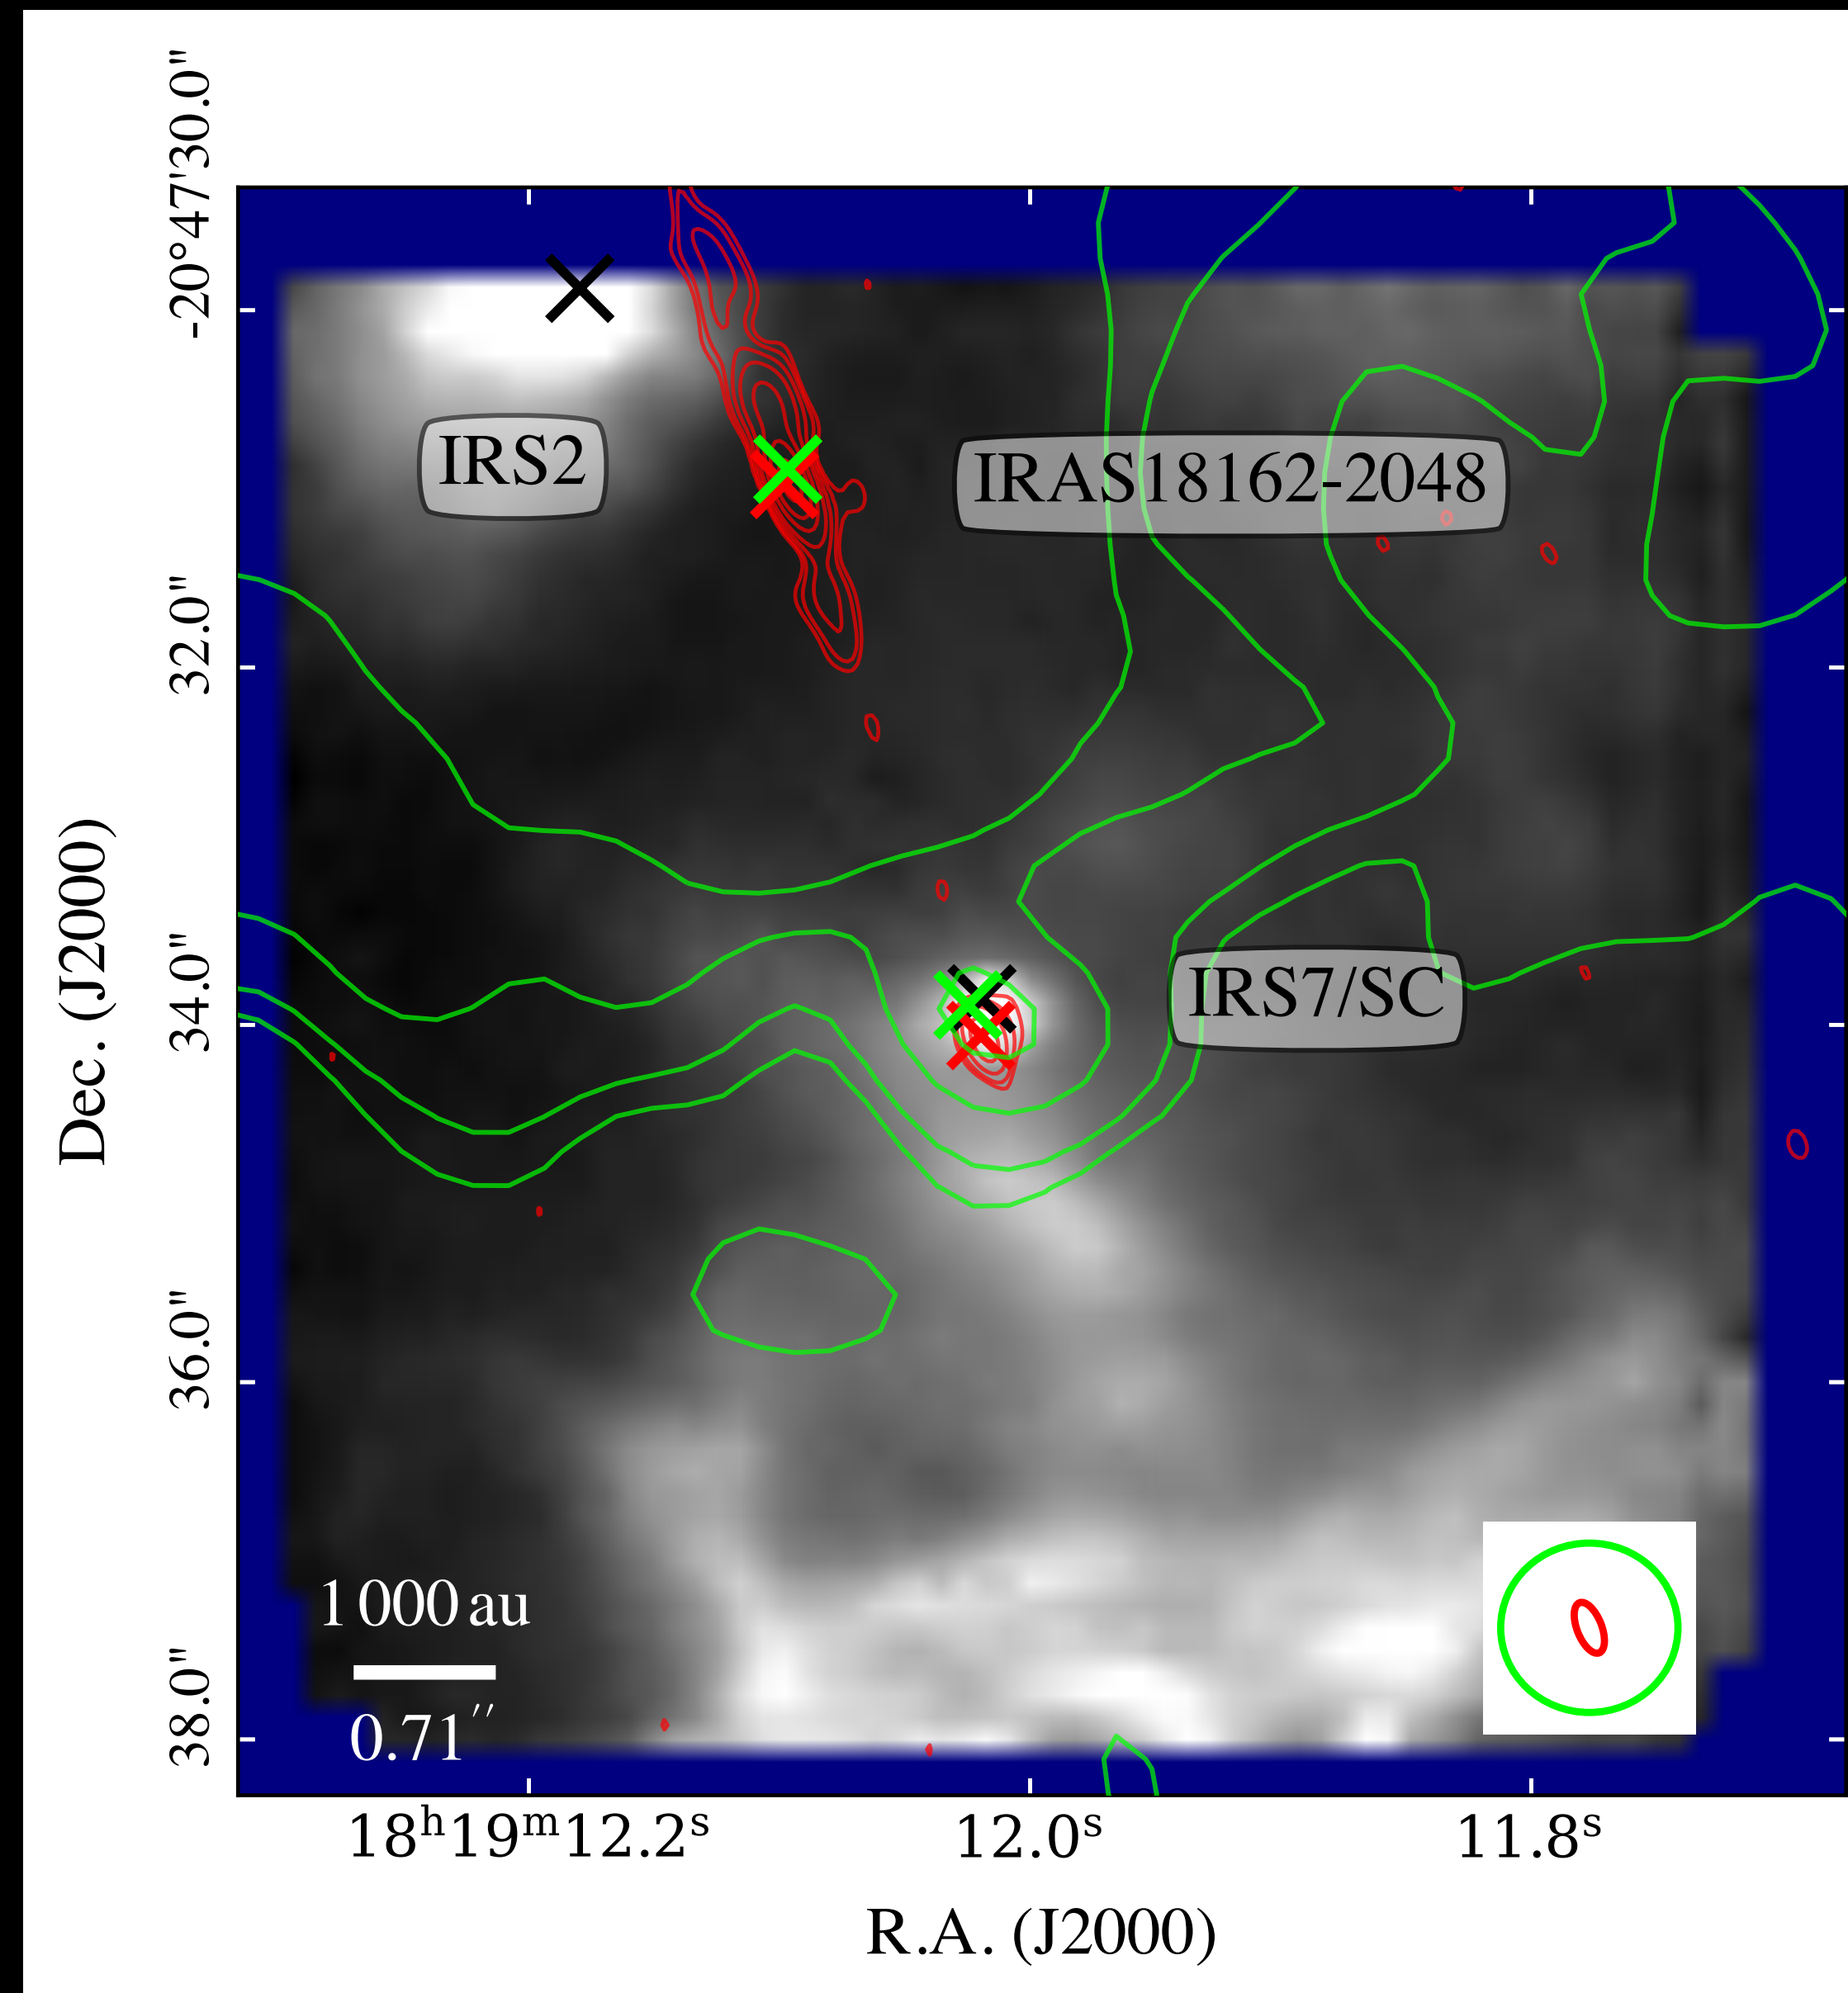 -20°47'30.0"
IRS2
IRAS18162-2048
32.0"
Dec. (J2000)
34.0"
IRS7/SC
36.0"
1 000 au
0.71″
38.0"
18ʰ19ᵐ12.2ˢ
12.0ˢ
11.8ˢ
R.A. (J2000)